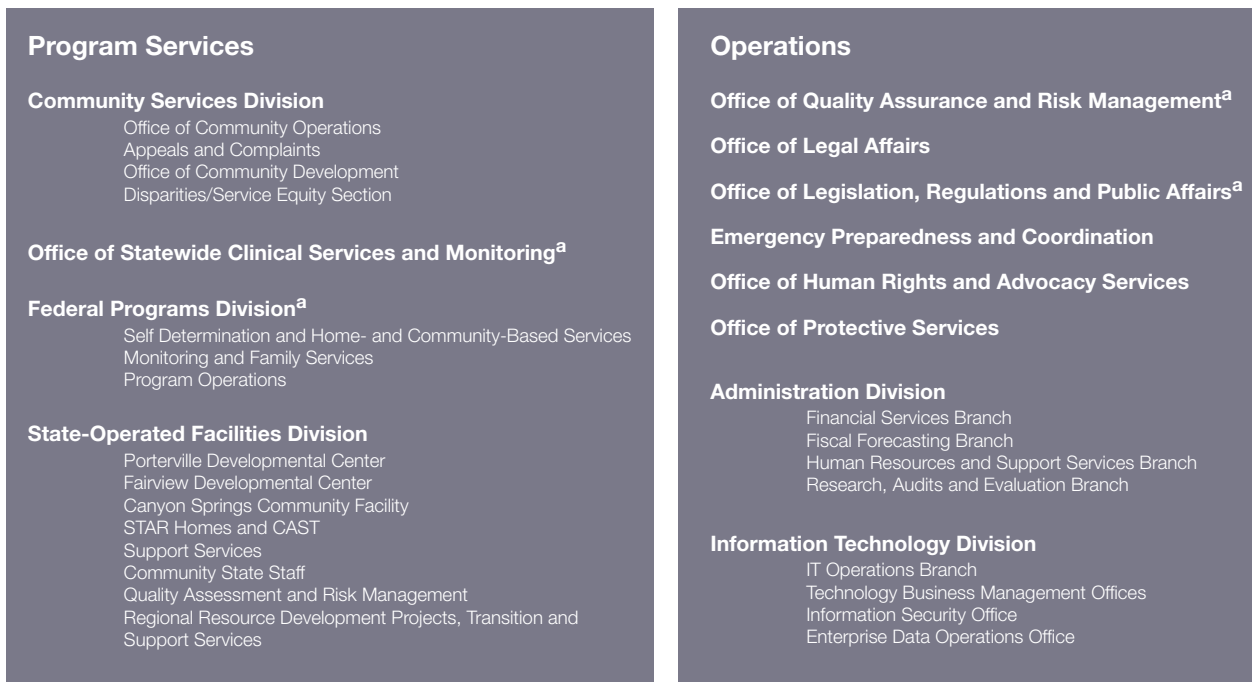 Program Services
Community Services Division
Office of Community Operations
Appeals and Complaints
Office of Community Development
Disparities/Service Equity Section
Office of Statewide Clinical Services and Monitoringa
Federal Programs Divisiona
Self Determination and Home- and Community-Based Services
Monitoring and Family Services
Program Operations
State-Operated Facilities Division
Porterville Developmental Center
Fairview Developmental Center
Canyon Springs Community Facility
STAR Homes and CAST
Support Services
Community State Staff
Quality Assessment and Risk Management
Regional Resource Development Projects, Transition and
Support Services
Operations
Office of Quality Assurance and Risk Managementa
Office of Legal Affairs
Office of Legislation, Regulations and Public Affairsa
Emergency Preparedness and Coordination
Office of Human Rights and Advocacy Services
Office of Protective Services
Administration Division
Financial Services Branch
Fiscal Forecasting Branch
Human Resources and Support Services Branch
Research, Audits and Evaluation Branch
Information Technology Division
IT Operations Branch
Technology Business Management Offices
Information Security Office
Enterprise Data Operations Office